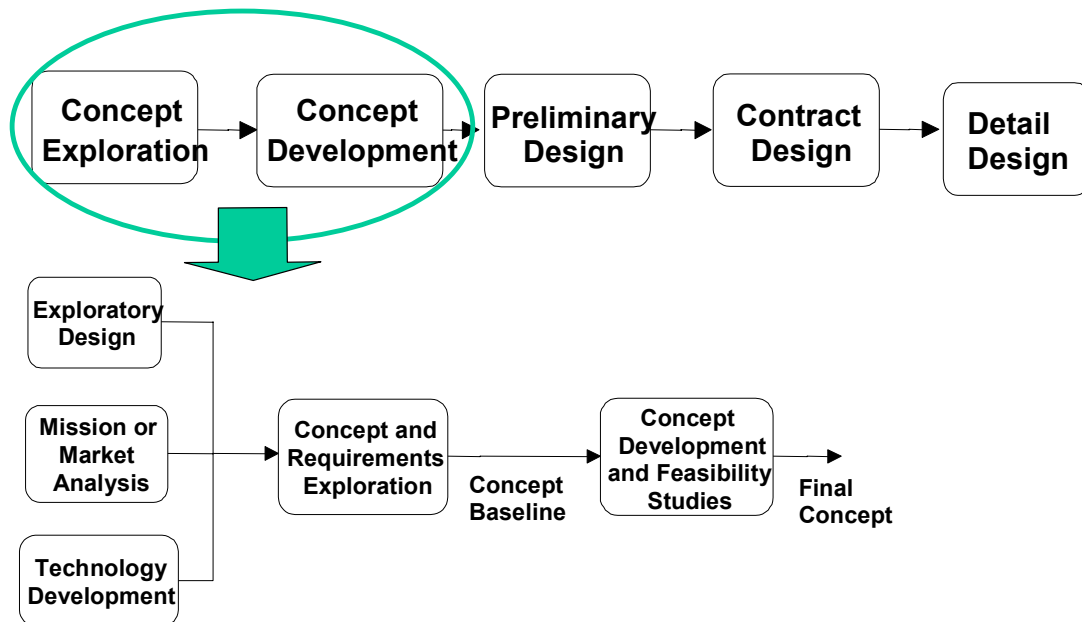 Concept
Exploration
Concept
Development
Preliminary
Design
Contract
Design
Detail
Design
Exploratory
Design
Mission or
Market
Analysis
Technology
Development
Concept and
Requirements
Exploration
Concept
Baseline
Concept
Development
and Feasibility
Studies
Final
Concept